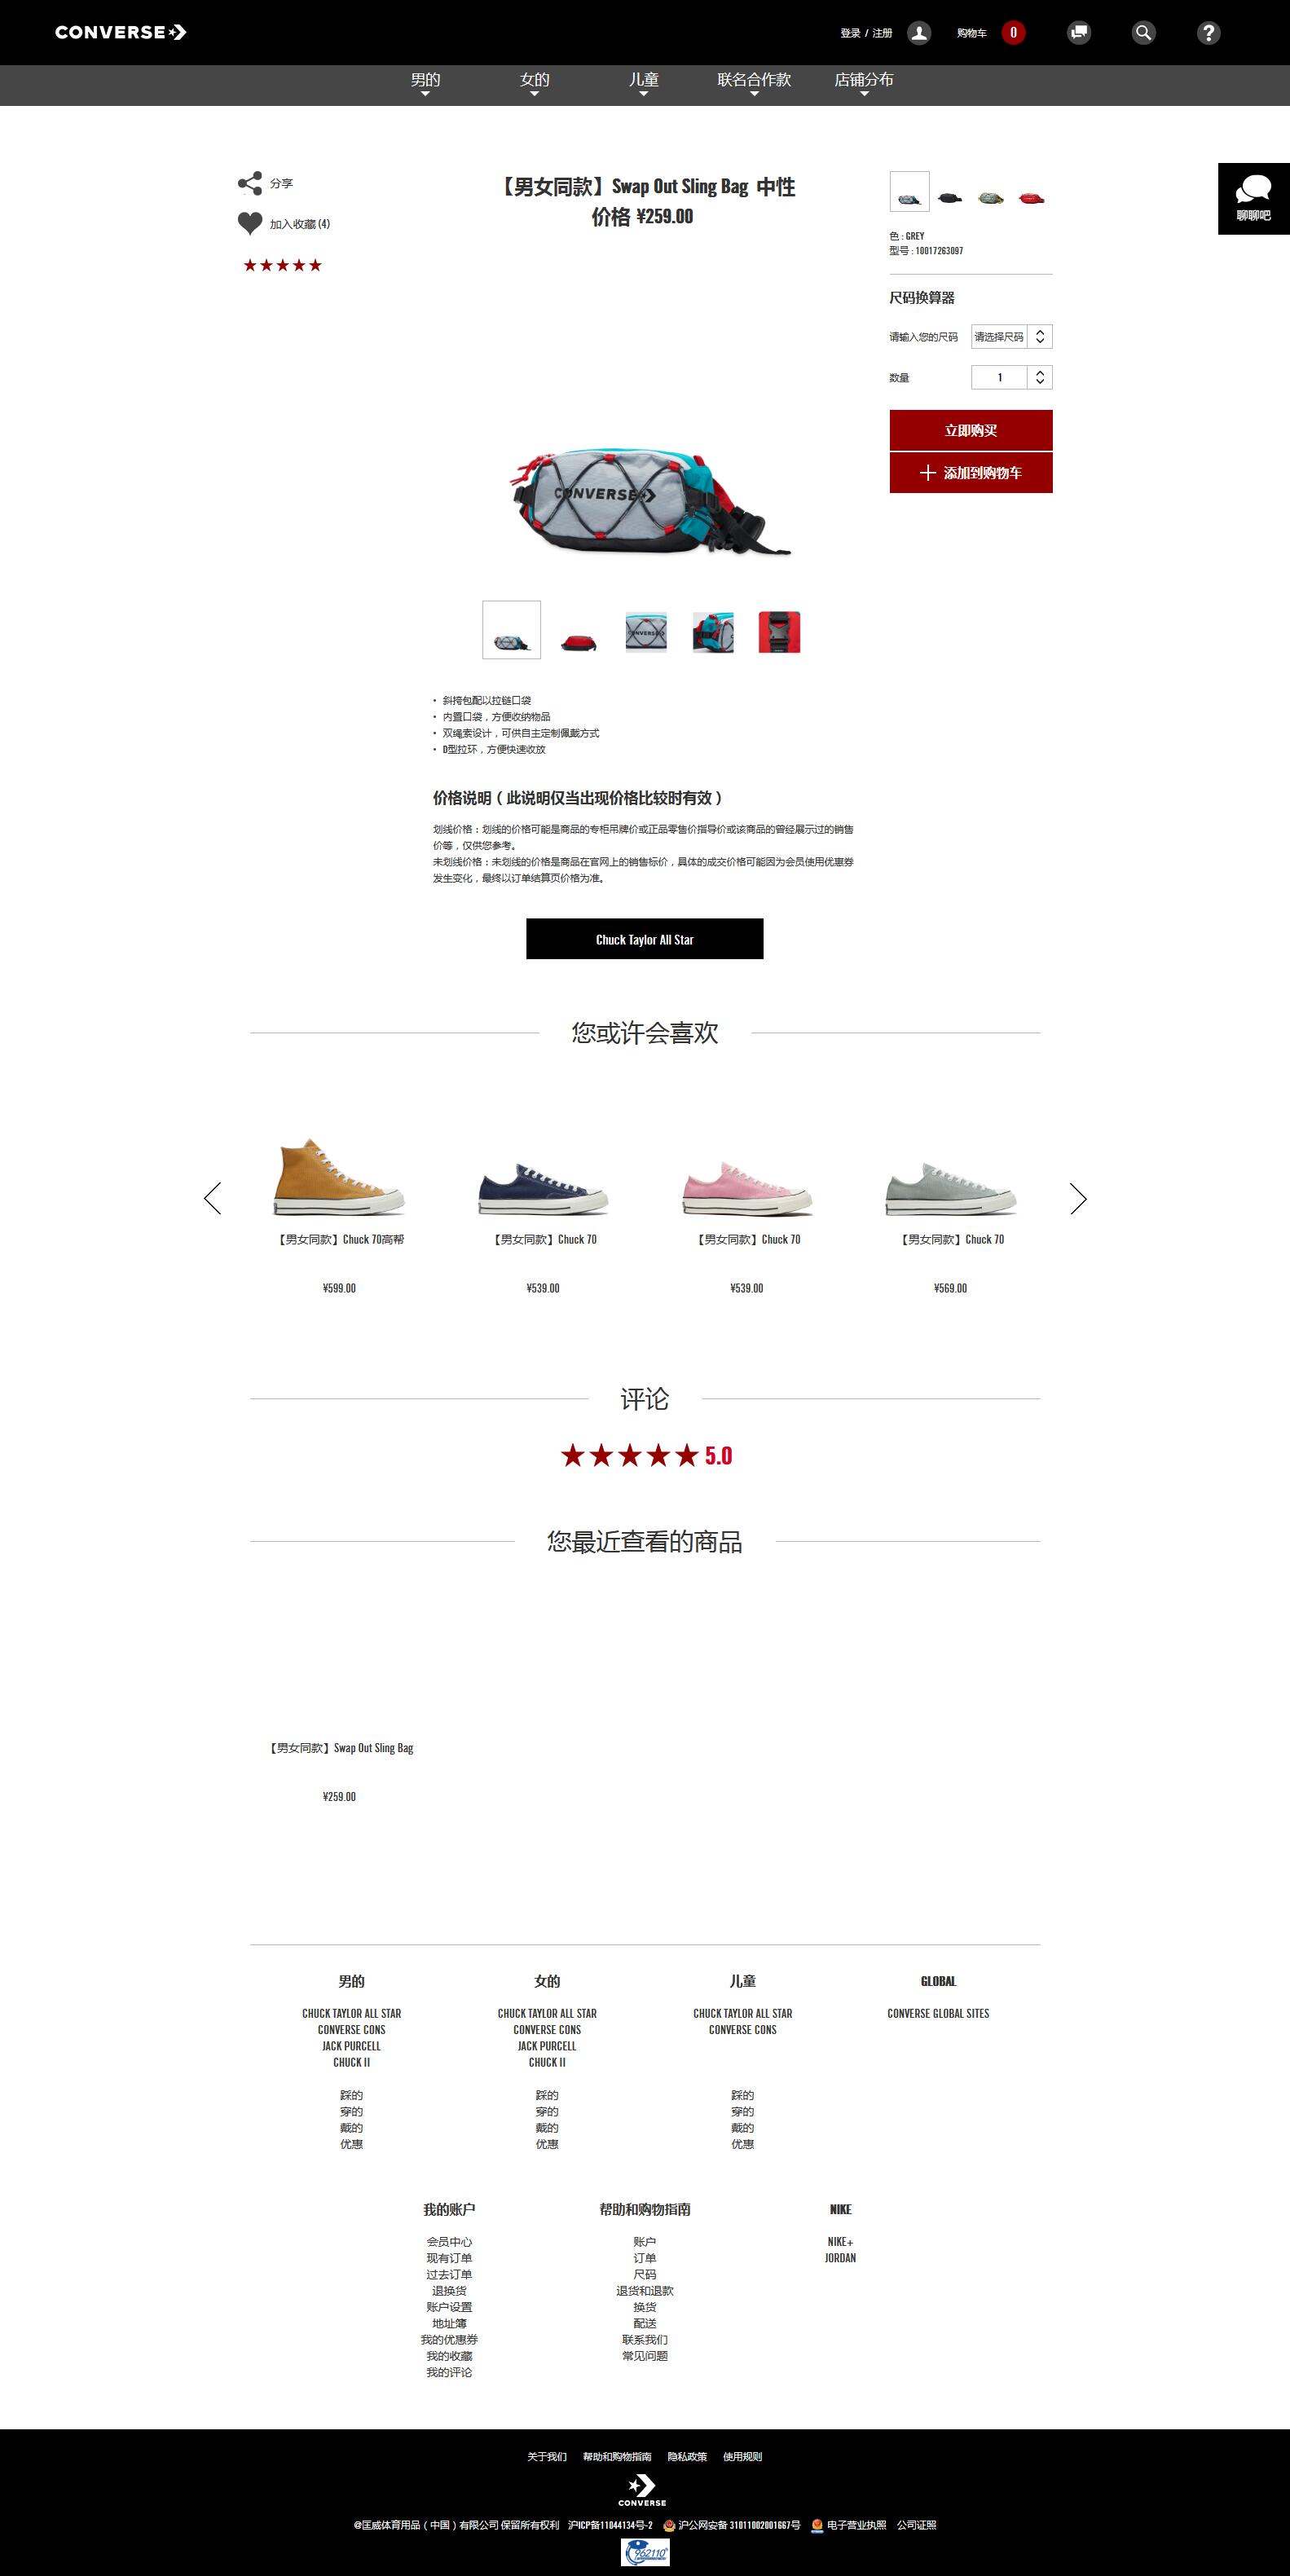 CONVERSE
登录 / 注册
购物车
0
男的
女的
儿童
联名合作款
店铺分布
分享
加入收藏 (4)
【男女同款】Swap Out Sling Bag 中性
价格 ¥259.00
色 : GREY
型号 : 10017263097
尺码换算器
请输入您的尺码
请选择尺码
数量
1
立即购买
添加到购物车
聊聊吧
CONVERSE
CONVERSE
• 斜挎包配以拉链口袋
• 内置口袋，方便收纳物品
• 双绳索设计，可供自主定制佩戴方式
• D型拉环，方便快速收放
价格说明（此说明仅当出现价格比较时有效）
划线价格：划线的价格可能是商品的专柜吊牌价或正品零售价指导价或该商品的曾经展示过的销售
价等，仅供您参考。
未划线价格：未划线的价格是商品在官网上的销售标价，具体的成交价格可能因为会员使用优惠券
发生变化，最终以订单结算页价格为准。
Chuck Taylor All Star
您或许会喜欢
【男女同款】Chuck 70高帮
¥599.00
【男女同款】Chuck 70
¥539.00
【男女同款】Chuck 70
¥539.00
【男女同款】Chuck 70
¥569.00
评论
5.0
您最近查看的商品
【男女同款】Swap Out Sling Bag
¥259.00
男的
CHUCK TAYLOR ALL STAR
CONVERSE CONS
JACK PURCELL
CHUCK II
踩的
穿的
戴的
优惠
女的
CHUCK TAYLOR ALL STAR
CONVERSE CONS
JACK PURCELL
CHUCK II
踩的
穿的
戴的
优惠
儿童
CHUCK TAYLOR ALL STAR
CONVERSE CONS
踩的
穿的
戴的
优惠
GLOBAL
CONVERSE GLOBAL SITES
我的账户
会员中心
现有订单
过去订单
退换货
账户设置
地址簿
我的优惠券
我的收藏
我的评论
帮助和购物指南
账户
订单
尺码
退货和退款
换货
配送
联系我们
常见问题
NIKE
NIKE+
JORDAN
关于我们 帮助和购物指南 隐私政策 使用规则
CONVERSE
@匡威体育用品（中国）有限公司 保留所有权利 沪ICP备11044134号-2 沪公网安备 31011002001667号 电子营业执照 公司证照
962110